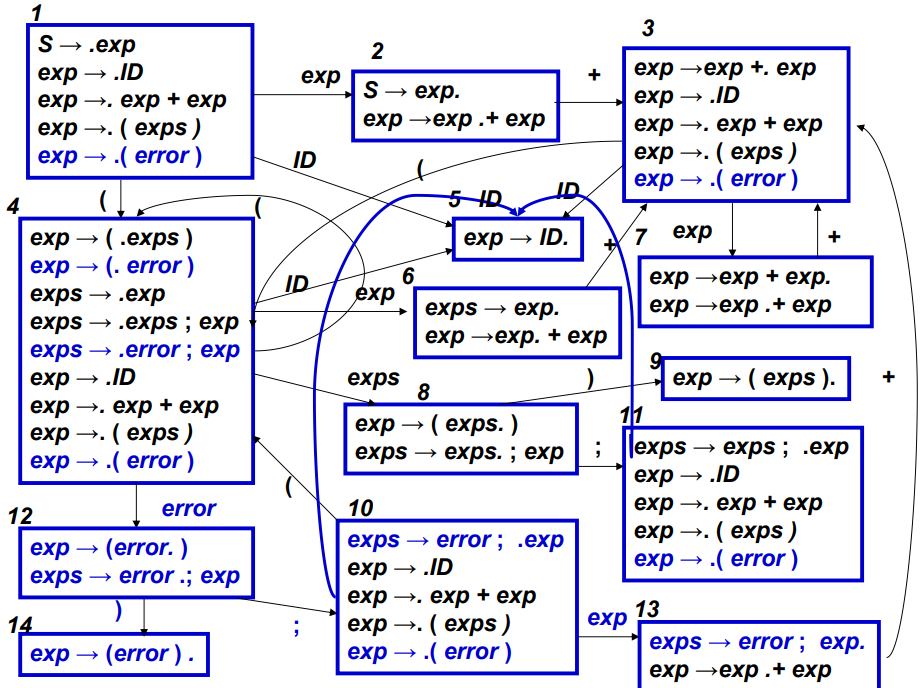 1
S → .exp
exp → .ID
exp →. exp + exp
exp →. ( exps )
exp → .( error )
exp
2
S → exp.
exp →exp .+ exp
+
3
exp →exp +. exp
exp → .ID
exp →. exp + exp
exp →. ( exps )
exp → .( error )
ID
(
(
(
4
exp → ( .exps )
exp → (. error )
exps → .exp
exps → .exps ; exp
exps → .error ; exp
exp → .ID
exp →. exp + exp
exp →. ( exps )
exp → .( error )
5
ID
ID
exp → ID.
ID
exp
6
exps → exp.
exp →exp. + exp
+
7
exp
+
exp →exp + exp.
exp →exp .+ exp
exps
8
exp → ( exps. )
exps → exps. ; exp
)
9
exp → ( exps ).
+
;
11
exps → exps ; .exp
exp → .ID
exp →. exp + exp
exp →. ( exps )
exp → .( error )
(
10
exps → error ; .exp
exp → .ID
exp →. exp + exp
exp →. ( exps )
exp → .( error )
error
12
exp → (error. )
exps → error .; exp
)
;
14
exp → (error ) .
exp
13
exps → error ; exp.
exp →exp .+ exp